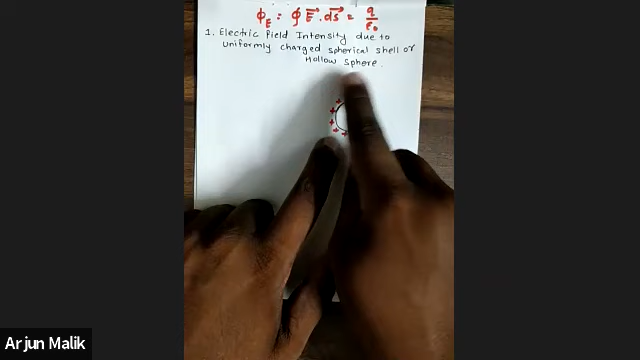 ϕE = ∮ E⃗ . ds⃗ = q/ε₀
1. Electric Field Intensity due to
uniformly charged spherical shell or
Hollow sphere.
Arjun Malik